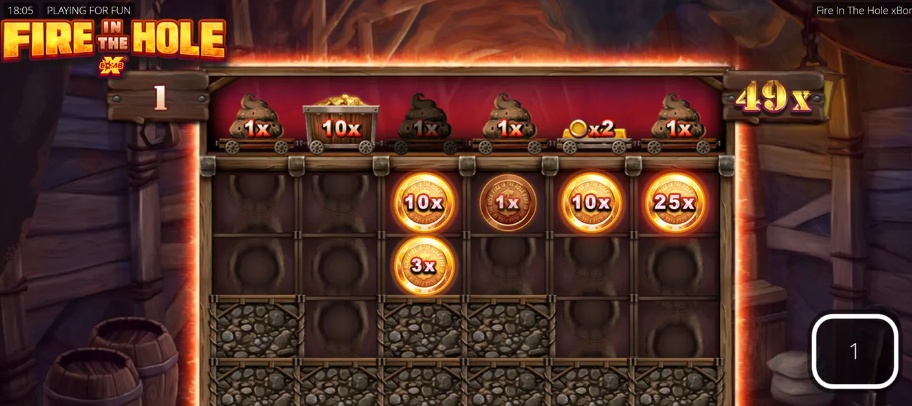 18:05 PLAYING FOR FUN
Fire In The Hole xBo
FIRE IN THE HOLE
xBOMB
1
49x
1x
10x
1x
1x
x2
1x
10x
1x
10x
25x
3x
1